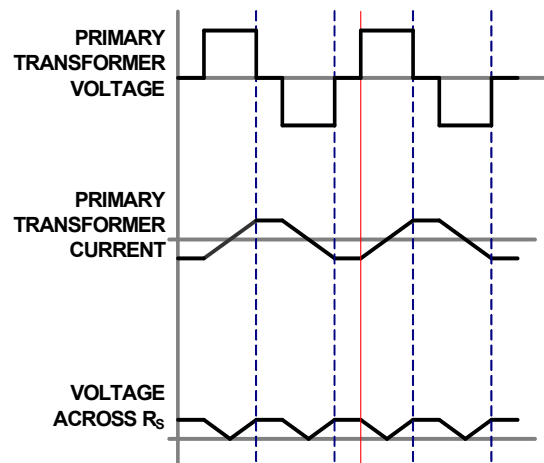 PRIMARY
TRANSFORMER
VOLTAGE
PRIMARY
TRANSFORMER
CURRENT
VOLTAGE
ACROSS RS